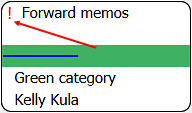 ! Forward memos
Green category
Kelly Kula